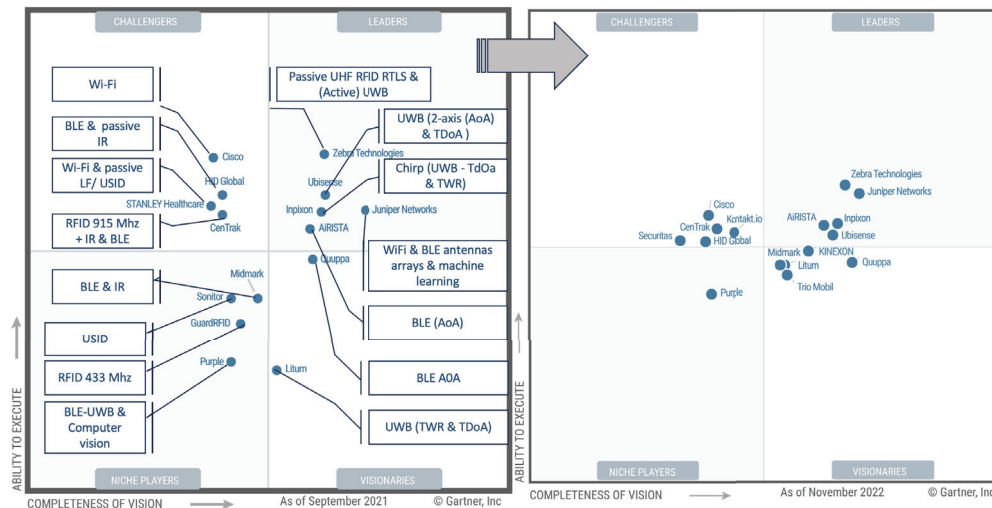 CHALLENGERS
LEADERS
Wi-Fi
BLE & passive
IR
Wi-Fi & passive
LF/ USID
RFID 915 Mhz
+ IR & BLE
BLE & IR
USID
RFID 433 Mhz
BLE-UWB &
Computer
vision
Passive UHF RFID RTLS &
(Active) UWB
UWB (2-axis (AoA)
& TDoA )
Chirp (UWB - TdOa
& TWR)
WiFi & BLE antennas
arrays & machine
learning
BLE (AoA)
BLE A0A
UWB (TWR & TDoA)
Cisco
HID Global
STANLEY Healthcare
CenTrak
Zebra Technologies
Ubisense
Inpixon
Juniper Networks
AiRISTA
Quuppa
Midmark
Sonitor
GuardRFID
Purple
Litum
NICHE PLAYERS
VISIONARIES
ABILITY TO EXECUTE
COMPLETENESS OF VISION
As of September 2021
© Gartner, Inc
CHALLENGERS
LEADERS
Zebra Technologies
Juniper Networks
Cisco
Kontakt.io
CenTrak
AiRISTA
Inpixon
Securitas
HID Global
Ubisense
Midmark
KINEXON
Litum
Quuppa
Trio Mobil
Purple
NICHE PLAYERS
VISIONARIES
ABILITY TO EXECUTE
COMPLETENESS OF VISION
As of November 2022
© Gartner, Inc